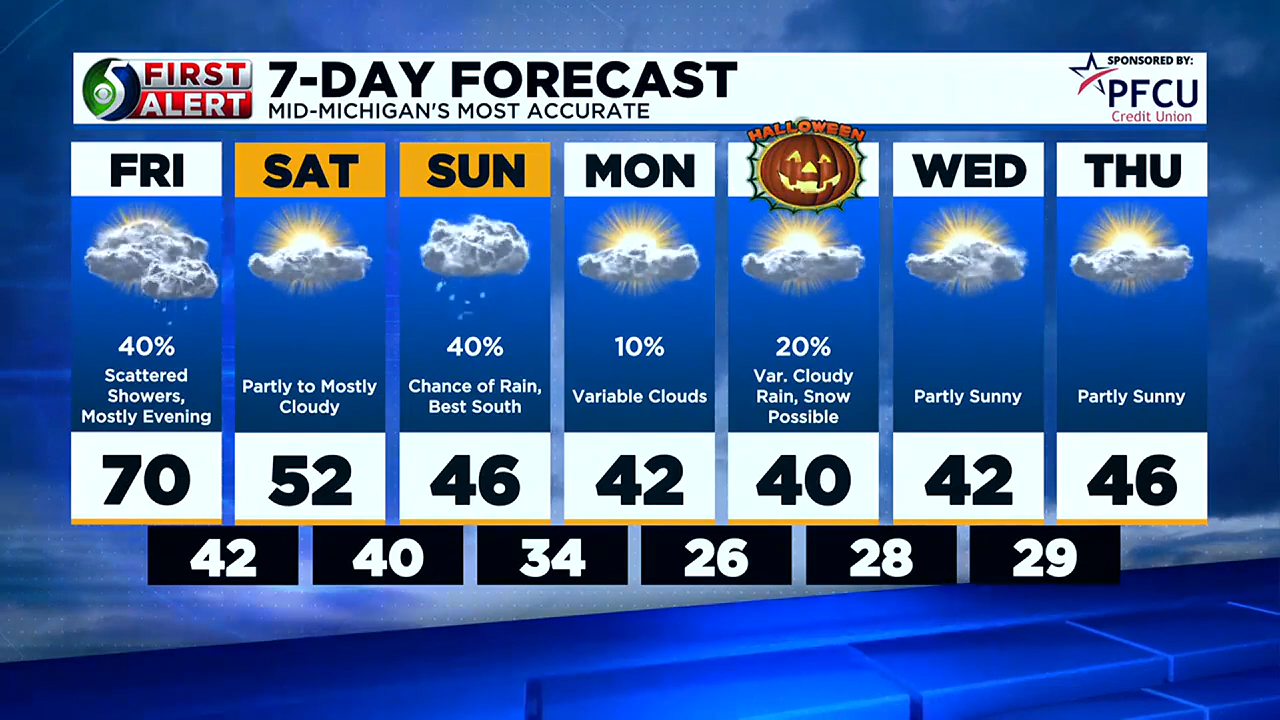 5 FIRST
ALERT
7-DAY FORECAST
MID-MICHIGAN'S MOST ACCURATE
SPONSORED BY:
PFCU
Credit Union
FRI
40%
Scattered
Showers,
Mostly Evening
70
SAT
Partly to Mostly
Cloudy
52
SUN
40%
Chance of Rain,
Best South
46
MON
10%
Variable Clouds
42
HALLOWEEN
20%
Var. Cloudy
Rain, Snow
Possible
40
WED
Partly Sunny
42
THU
Partly Sunny
46
42
40
34
26
28
29